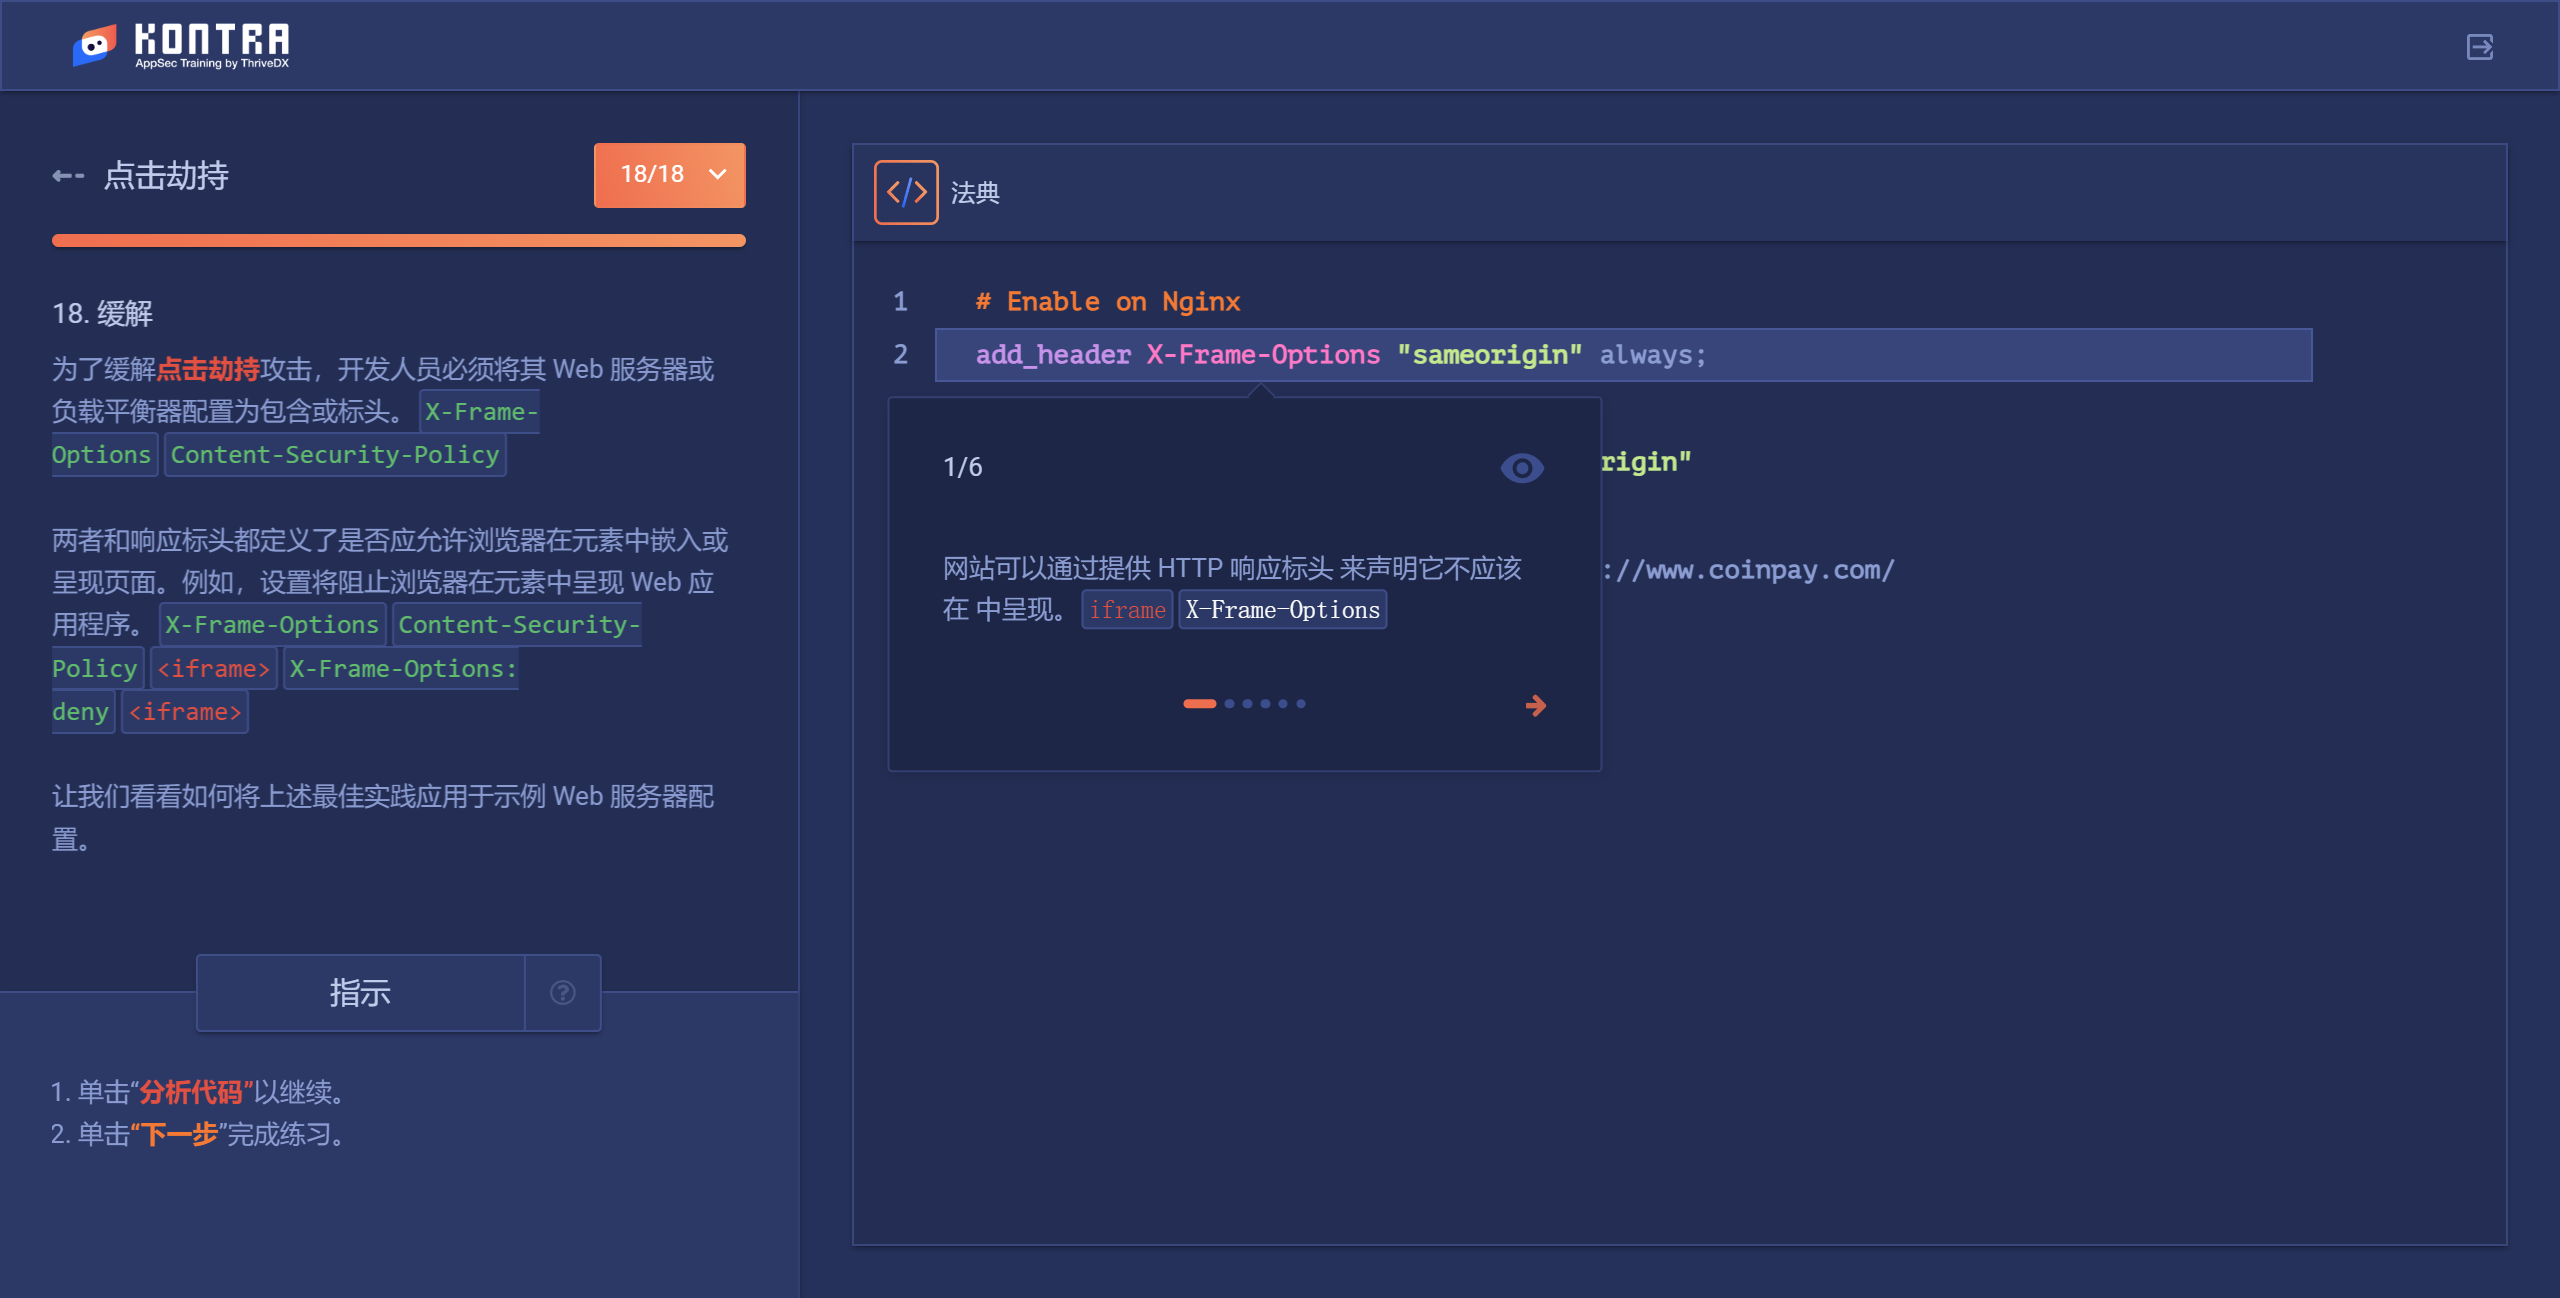 KONTRA
AppSec Training by ThriveDX
点击劫持
18/18
18. 缓解
为了缓解点击劫持攻击，开发人员必须将其 Web 服务器或
负载平衡器配置为包含或标头。 X-Frame-
Options Content-Security-Policy
两者和响应标头都定义了是否应允许浏览器在元素中嵌入或
呈现页面。例如，设置将阻止浏览器在元素中呈现 Web 应
用程序。 X-Frame-Options Content-Security-
Policy <iframe> X-Frame-Options:
deny <iframe>
让我们看看如何将上述最佳实践应用于示例 Web 服务器配
置。
指示
1. 单击“分析代码”以继续。
2. 单击“下一步”完成练习。
</> 法典
1 # Enable on Nginx
2 add_header X-Frame-Options "sameorigin" always;
rigin"
://www.coinpay.com/
1/6
网站可以通过提供 HTTP 响应标头 来声明它不应该
在 中呈现。 iframe X-Frame-Options